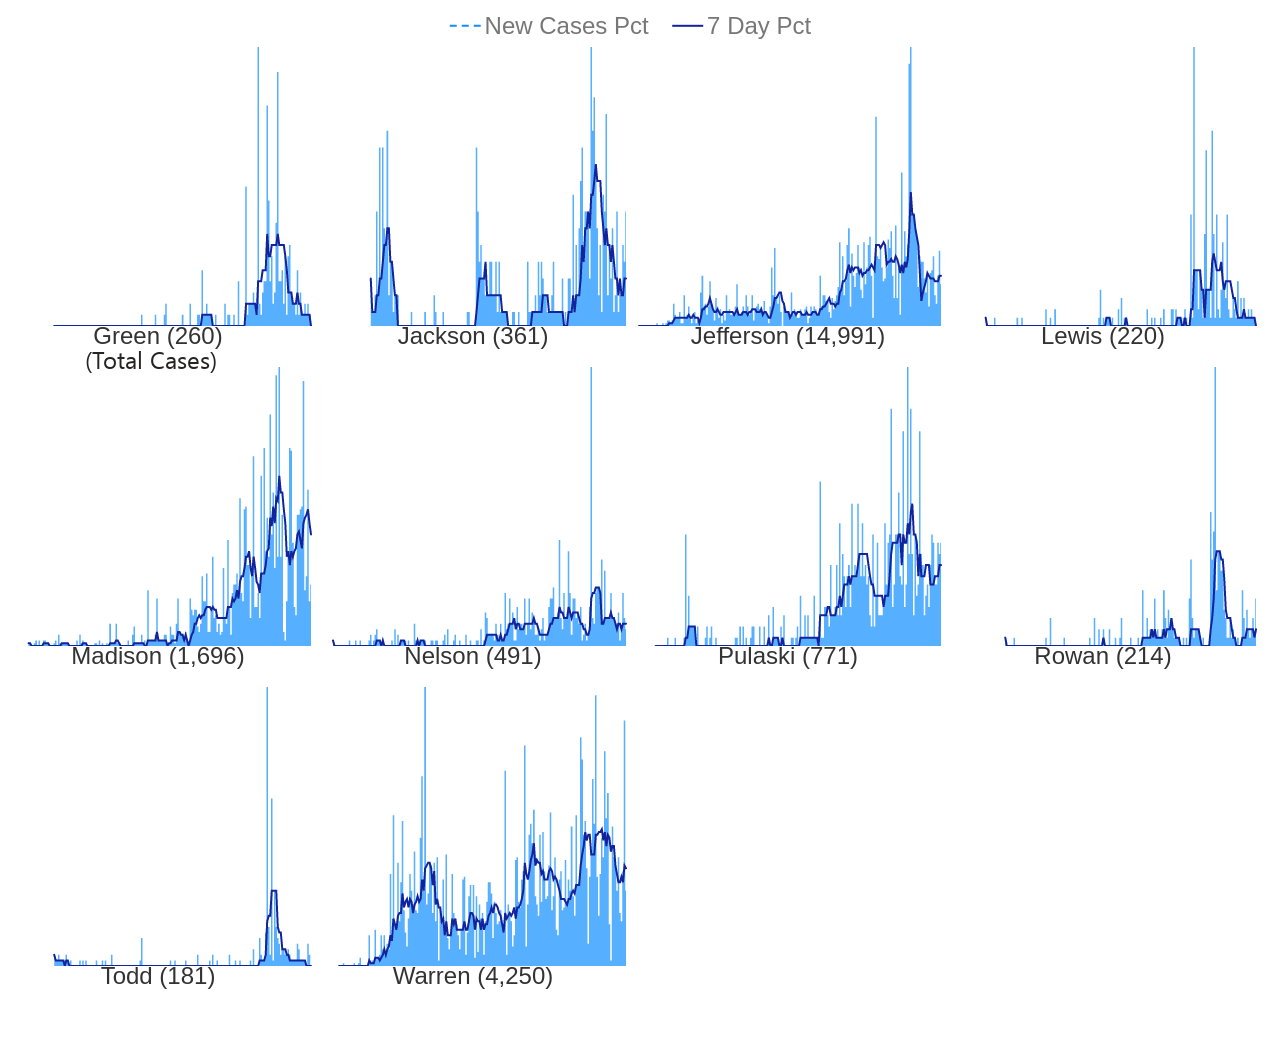 New Cases Pct 7 Day Pct
Green (260) Jackson (361) Jefferson (14,991) Lewis (220)
(Total Cases)
Madison (1,696) Nelson (491) Pulaski (771) Rowan (214)
Todd (181) Warren (4,250)